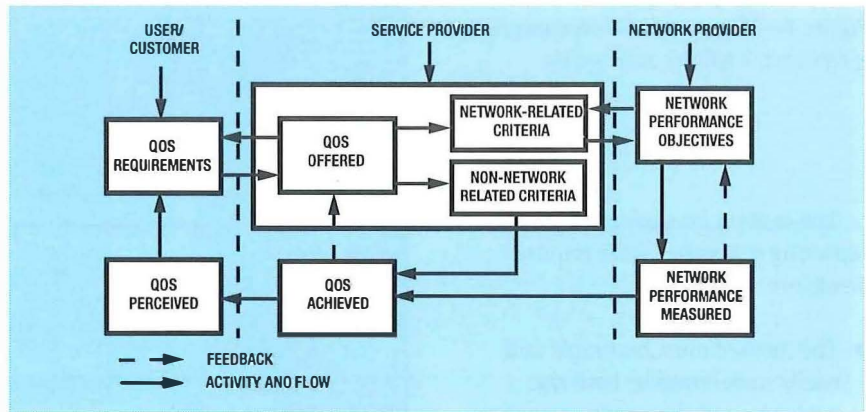 USER/
CUSTOMER
SERVICE PROVIDER
NETWORK PROVIDER
QOS
REQUIREMENTS
QOS
OFFERED
NETWORK-RELATED
CRITERIA
NON-NETWORK
RELATED CRITERIA
NETWORK
PERFORMANCE
OBJECTIVES
QOS
PERCEIVED
QOS
ACHIEVED
NETWORK
PERFORMANCE
MEASURED
FEEDBACK
ACTIVITY AND FLOW